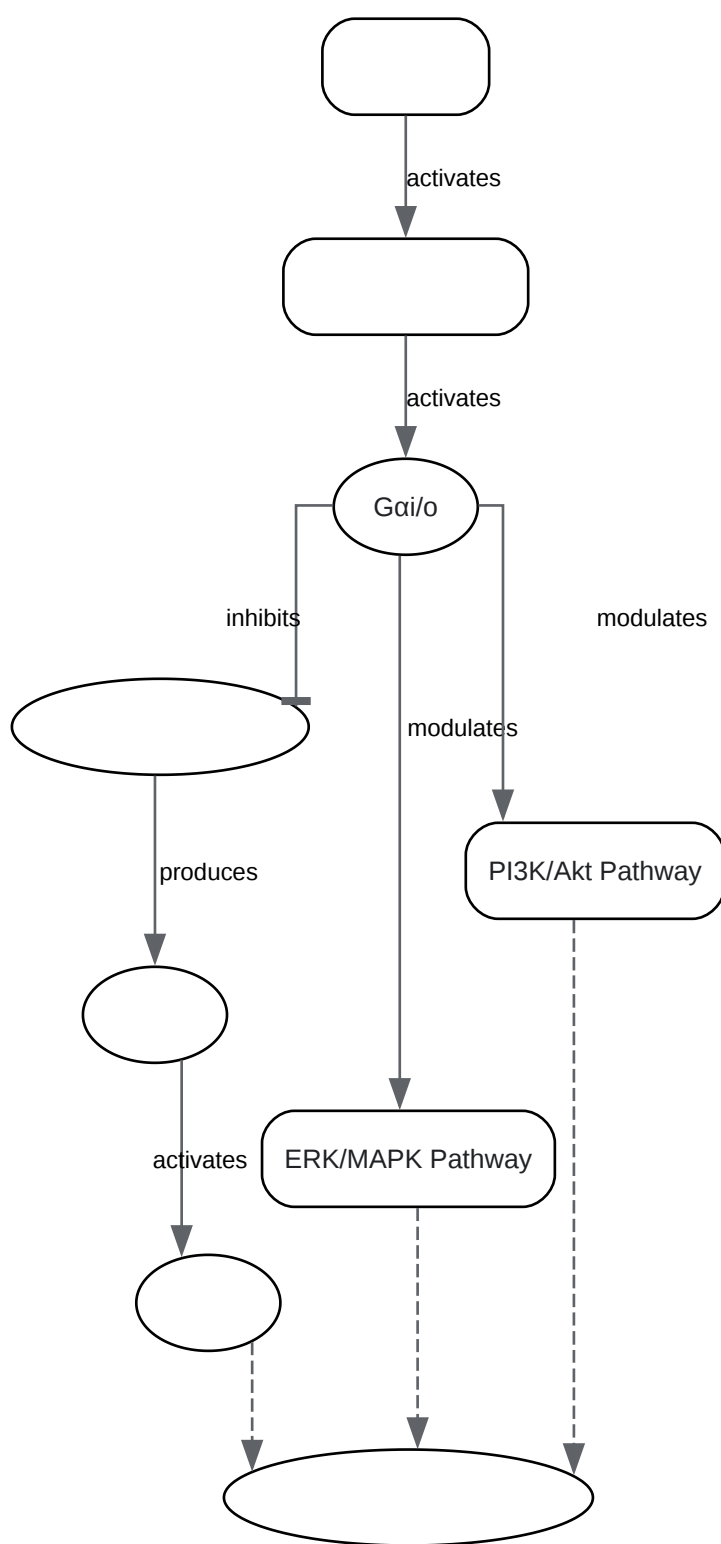 activates
activates
Gαi/o
inhibits
modulates
modulates
PI3K/Akt Pathway
produces
ERK/MAPK Pathway
activates